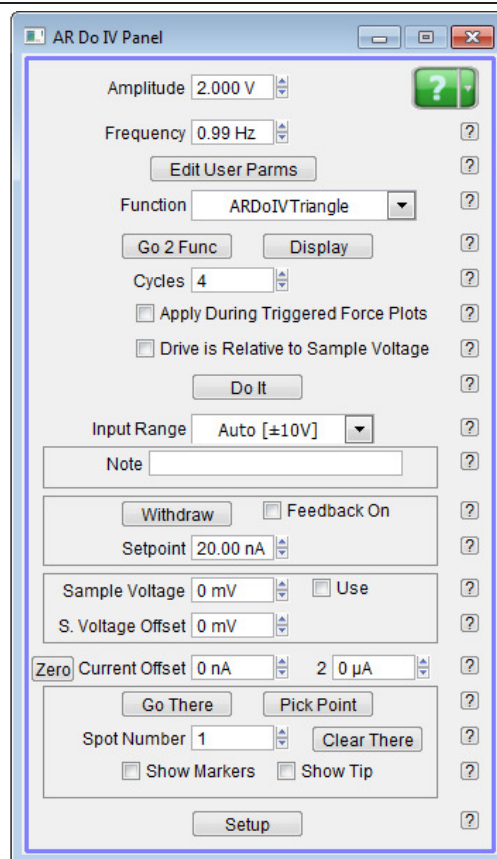 AR Do IV Panel
Amplitude 2.000 V ?
Frequency 0.99 Hz ?
Edit User Parms ?
Function ARDoIVTriangle ?
Go 2 Func Display ?
Cycles 4 ?
Apply During Triggered Force Plots ?
Drive is Relative to Sample Voltage ?
Do It ?
Input Range Auto [±10V] ?
Note ?
Withdraw Feedback On ?
Setpoint 20.00 nA ?
Sample Voltage 0 mV Use ?
S. Voltage Offset 0 mV ?
Zero Current Offset 0 nA 2 0 µA ?
Go There Pick Point ?
Spot Number 1 Clear There ?
Show Markers Show Tip ?
Setup ?